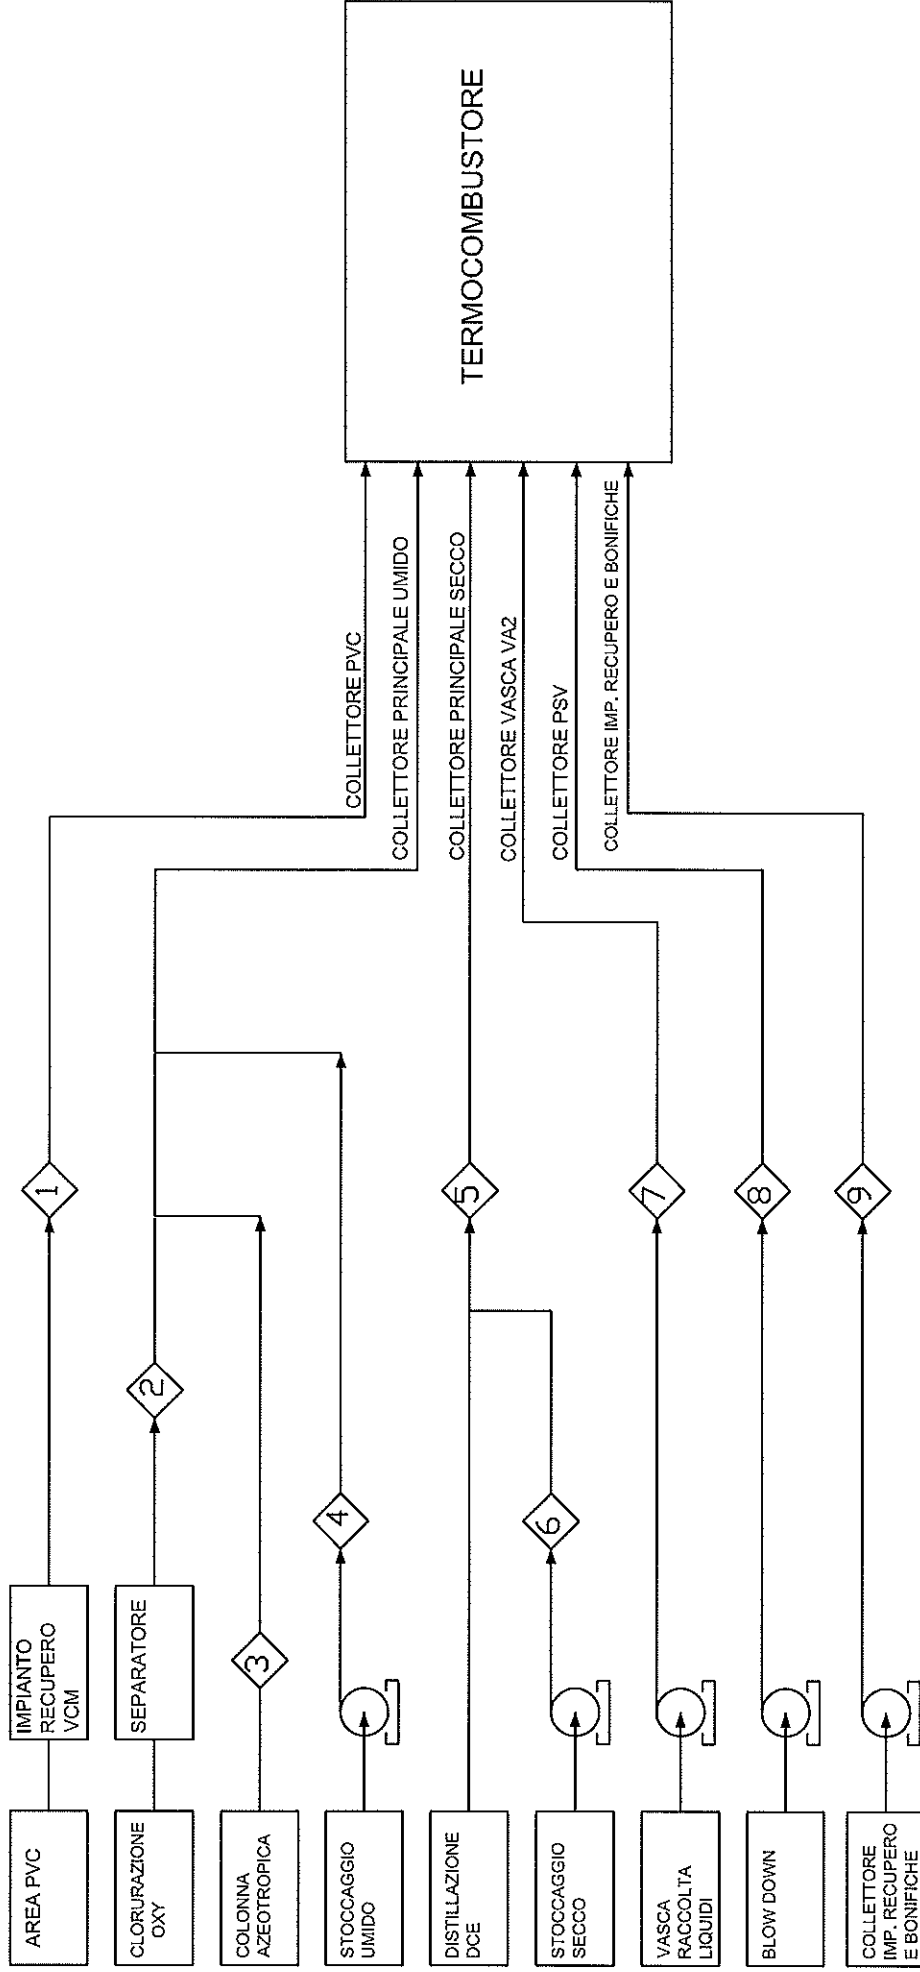 AREA PVC
IMPIANTO
RECUPERO
VCM
1
COLLETTORE PVC
CLORURAZIONE
OXY
SEPARATORE
2
COLLETTORE PRINCIPALE UMIDO
COLONNA
AZEOTROPICA
3
STOCCAGGIO
UMIDO
4
DISTILLAZIONE
DCE
5
COLLETTORE PRINCIPALE SECCO
STOCCAGGIO
SECCO
6
VASCA
RACCOLTA
LIQUIDI
7
COLLETTORE VASCA VA2
BLOW DOWN
8
COLLETTORE PSV
COLLETTORE
IMP. RECUPERO
E BONIFICHE
9
COLLETTORE IMP. RECUPERO E BONIFICHE
TERMOCOMBUSTORE